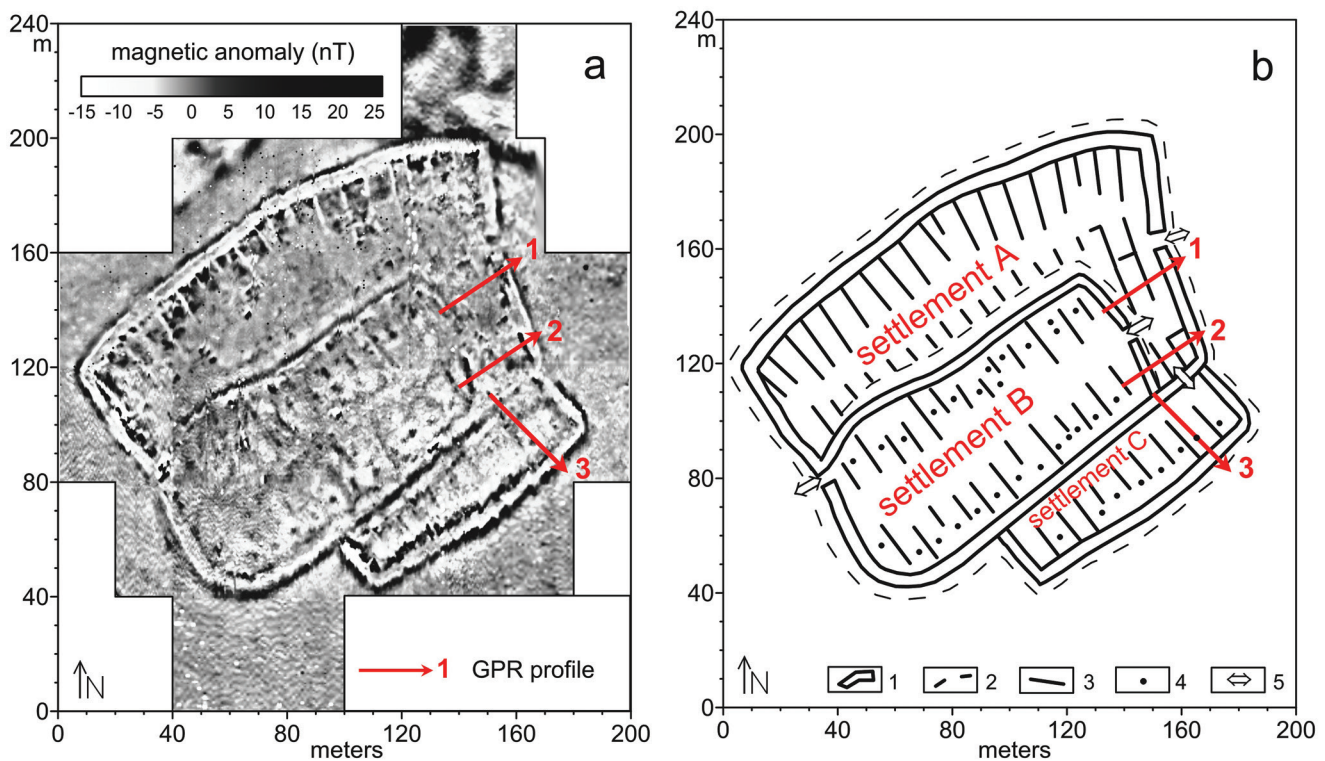 240
m
200
160
120
80
40
0
magnetic anomaly (nT)
-15 -10 -5 0 5 10 15 20 25
a
1
2
3
N
1 GPR profile
0 40 80 120 160 200
meters
240
m
200
160
120
80
40
0
b
settlement A
settlement B
settlement C
1
2
3
N
1 2 3 4 5
0 40 80 120 160 200
meters